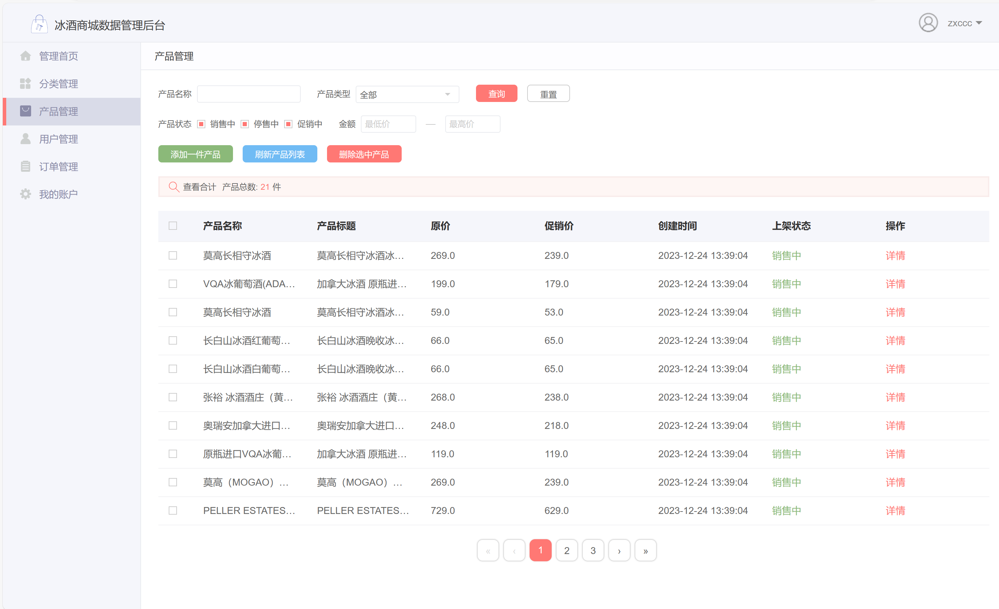 冰酒商城数据管理后台
zxccc
管理首页
分类管理
产品管理
用户管理
订单管理
我的账户
产品管理
产品名称 产品类型 全部 查询 重置
产品状态 销售中 停售中 促销中 金额 最低价 — 最高价
添加一件产品 刷新产品列表 删除选中产品
查看合计 产品总数: 21 件
产品名称 产品标题 原价 促销价 创建时间 上架状态 操作
莫高长相守冰酒 莫高长相守冰酒冰... 269.0 239.0 2023-12-24 13:39:04 销售中 详情
VQA冰葡萄酒(ADA... 加拿大冰酒 原瓶进... 199.0 179.0 2023-12-24 13:39:04 销售中 详情
莫高长相守冰酒 莫高长相守冰酒冰... 59.0 53.0 2023-12-24 13:39:04 销售中 详情
长白山冰酒红葡萄... 长白山冰酒晚收冰... 66.0 65.0 2023-12-24 13:39:04 销售中 详情
长白山冰酒白葡萄... 长白山冰酒晚收冰... 66.0 65.0 2023-12-24 13:39:04 销售中 详情
张裕 冰酒酒庄（黄... 张裕 冰酒酒庄（黄... 268.0 238.0 2023-12-24 13:39:04 销售中 详情
奥瑞安加拿大进口... 奥瑞安加拿大进口... 248.0 218.0 2023-12-24 13:39:04 销售中 详情
原瓶进口VQA冰葡... 加拿大冰酒 原瓶进... 119.0 119.0 2023-12-24 13:39:04 销售中 详情
莫高（MOGAO）... 莫高（MOGAO）... 269.0 239.0 2023-12-24 13:39:04 销售中 详情
PELLER ESTATES... PELLER ESTATES... 729.0 629.0 2023-12-24 13:39:04 销售中 详情
« ‹ 1 2 3 › »